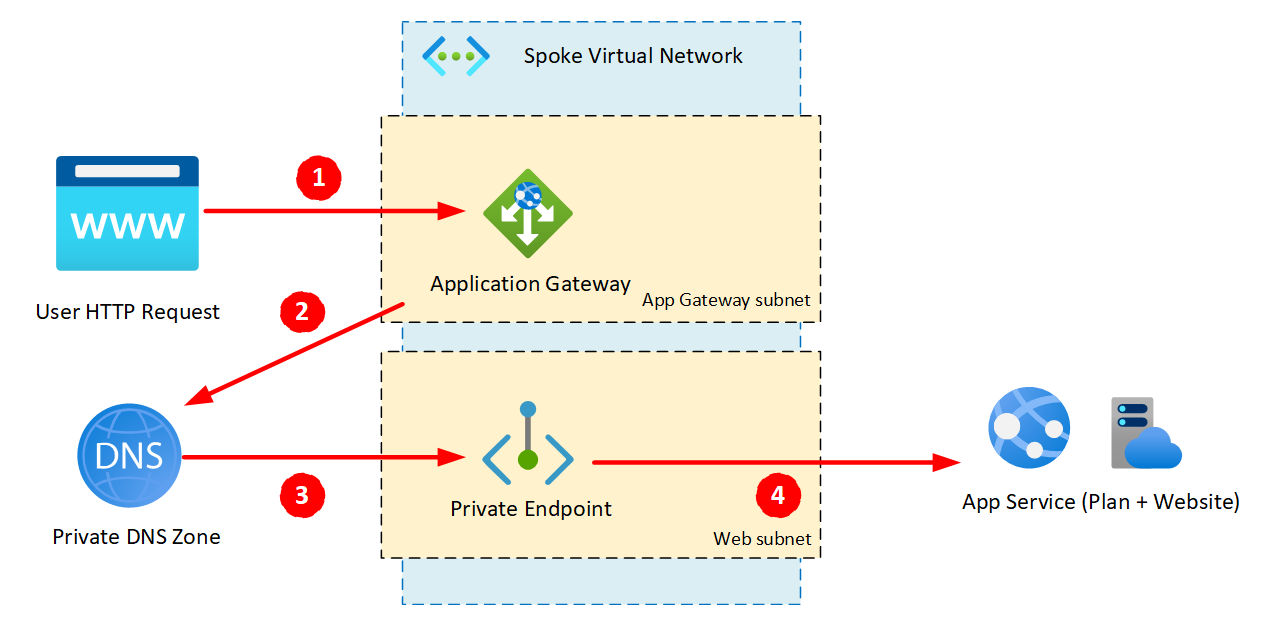 Spoke Virtual Network
1
WWW
Application Gateway
App Gateway subnet
User HTTP Request
2
DNS
Private DNS Zone
3
Private Endpoint
4
Web subnet
App Service (Plan + Website)